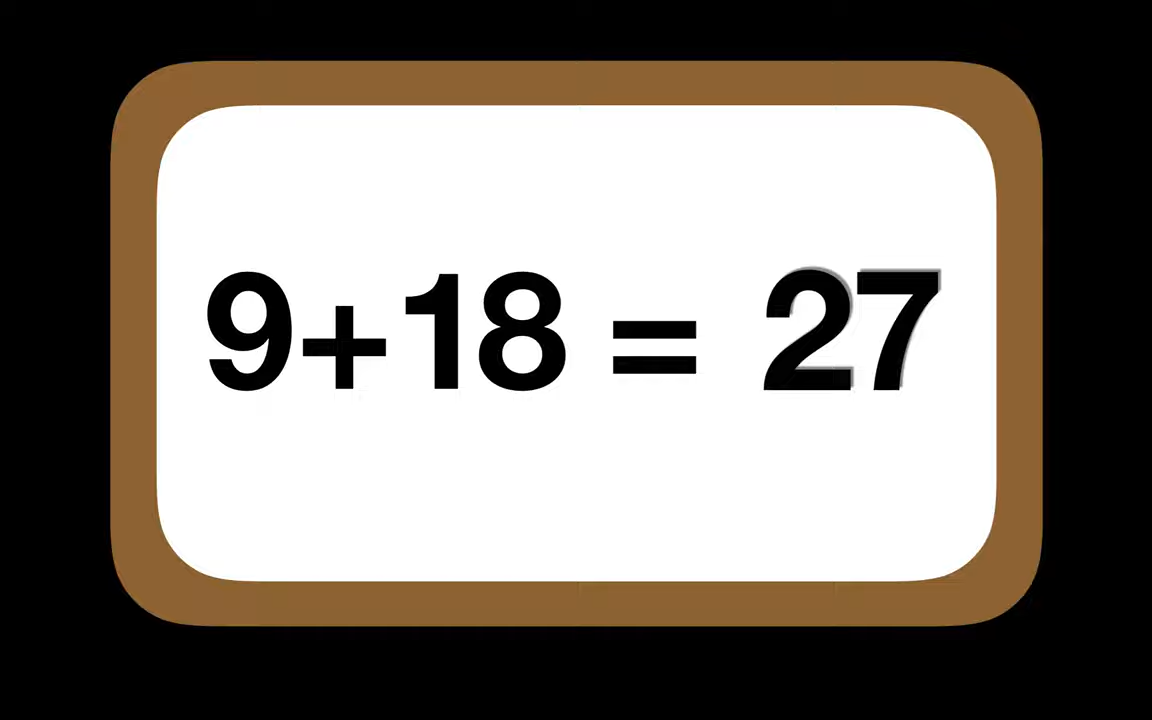 9+18 = 27